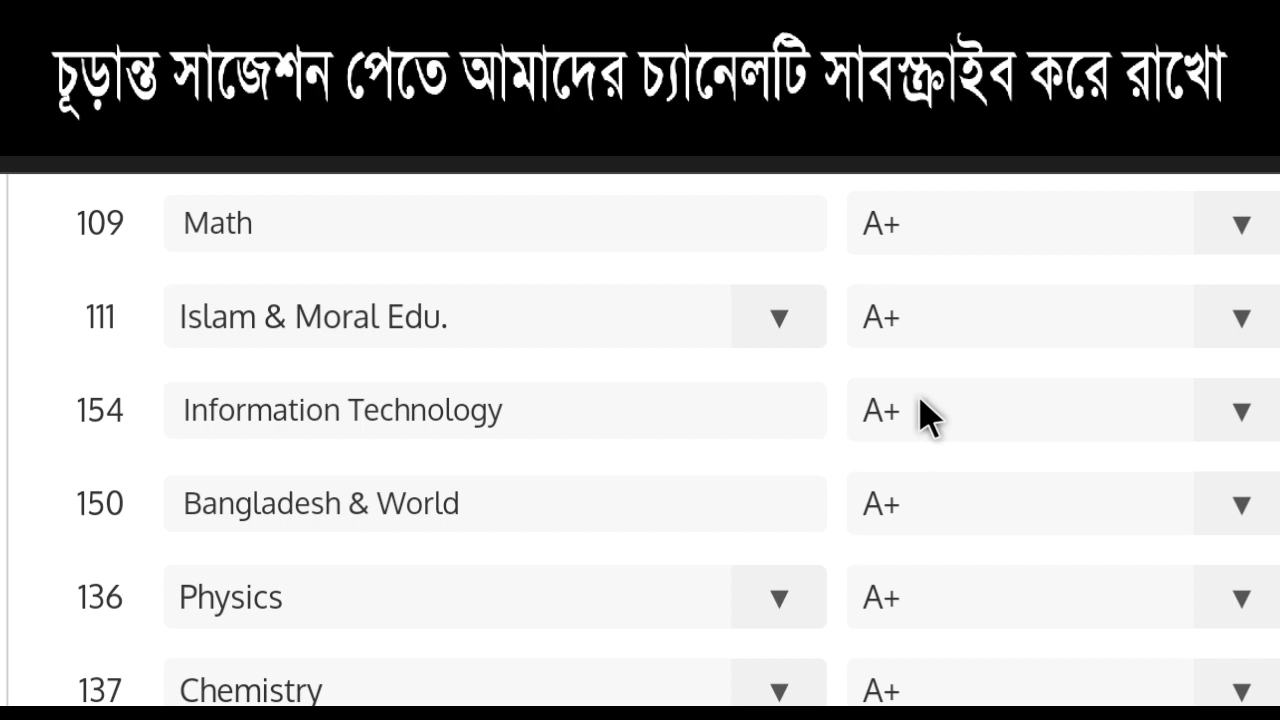 চূড়ান্ত সাজেশন পেতে আমাদের চ্যানেলটি সাবস্ক্রাইব করে রাখো
109 Math A+ ▼
111 Islam & Moral Edu. ▼ A+ ▼
154 Information Technology A+ ▼
150 Bangladesh & World A+ ▼
136 Physics ▼ A+ ▼
137 Chemistry ▼ A+ ▼